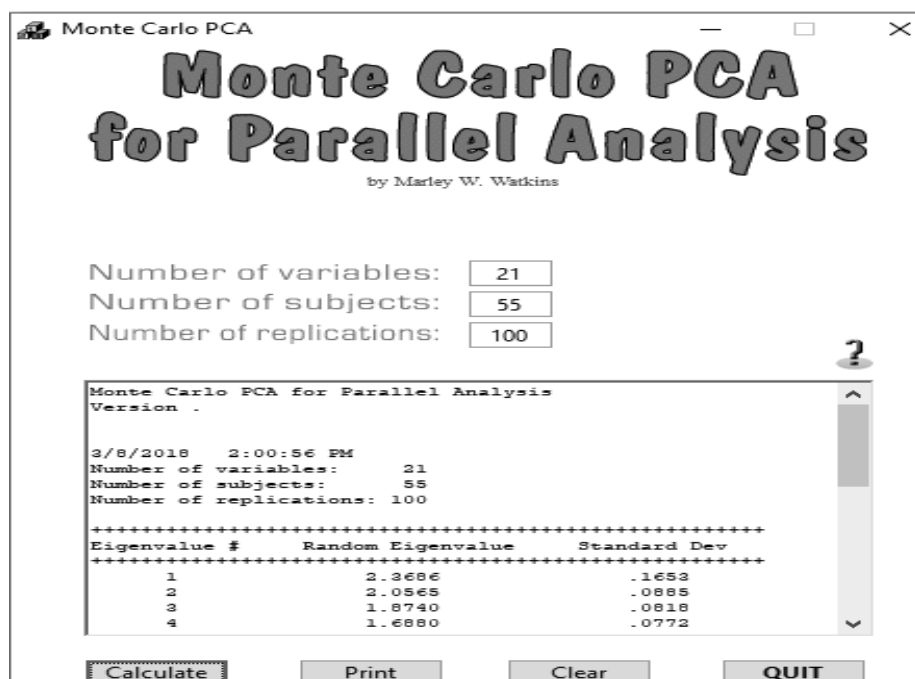 Monte Carlo PCA
Monte Carlo PCA
for Parallel Analysis
by Marley W. Watkins
Number of variables: 21
Number of subjects: 55
Number of replications: 100
?
Monte Carlo PCA for Parallel Analysis
Version .
3/8/2018 2:00:56 PM
Number of variables: 21
Number of subjects: 55
Number of replications: 100
++++++++++++++++++++++++++++++++++++++++++++++++++++++
Eigenvalue # Random Eigenvalue Standard Dev
++++++++++++++++++++++++++++++++++++++++++++++++++++++
1 2.3686 .1653
2 2.0565 .0885
3 1.8740 .0818
4 1.6880 .0772
Calculate Print Clear QUIT